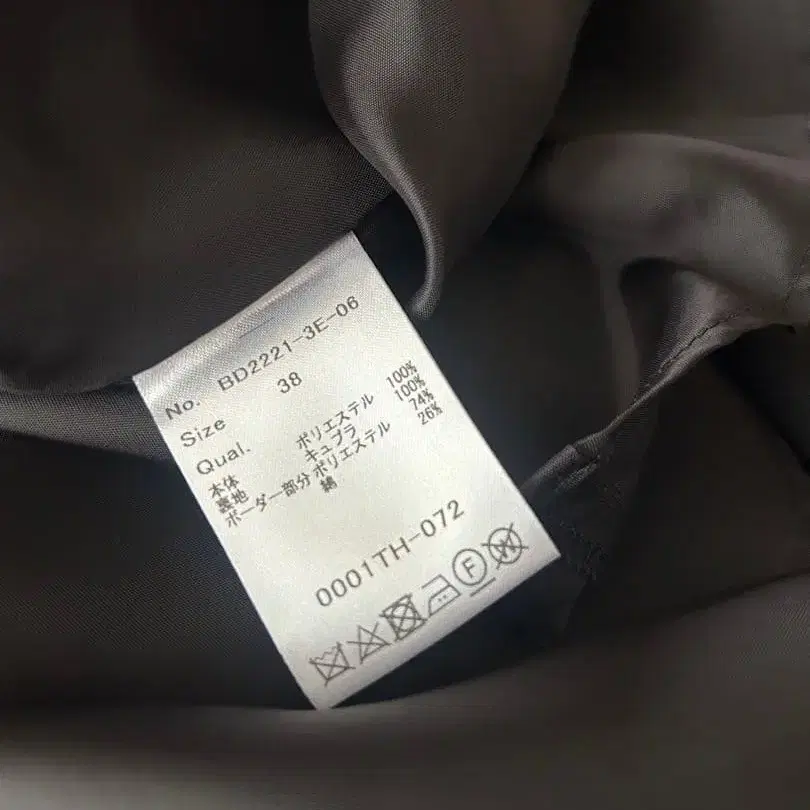 No. BD2221-3E-06
Size 38
Qual.
本体 ポリエステル 100%
裏地 キュプラ 100%
ボーダー部分 ポリエステル 74%
綿 26%
0001TH-072
F
W